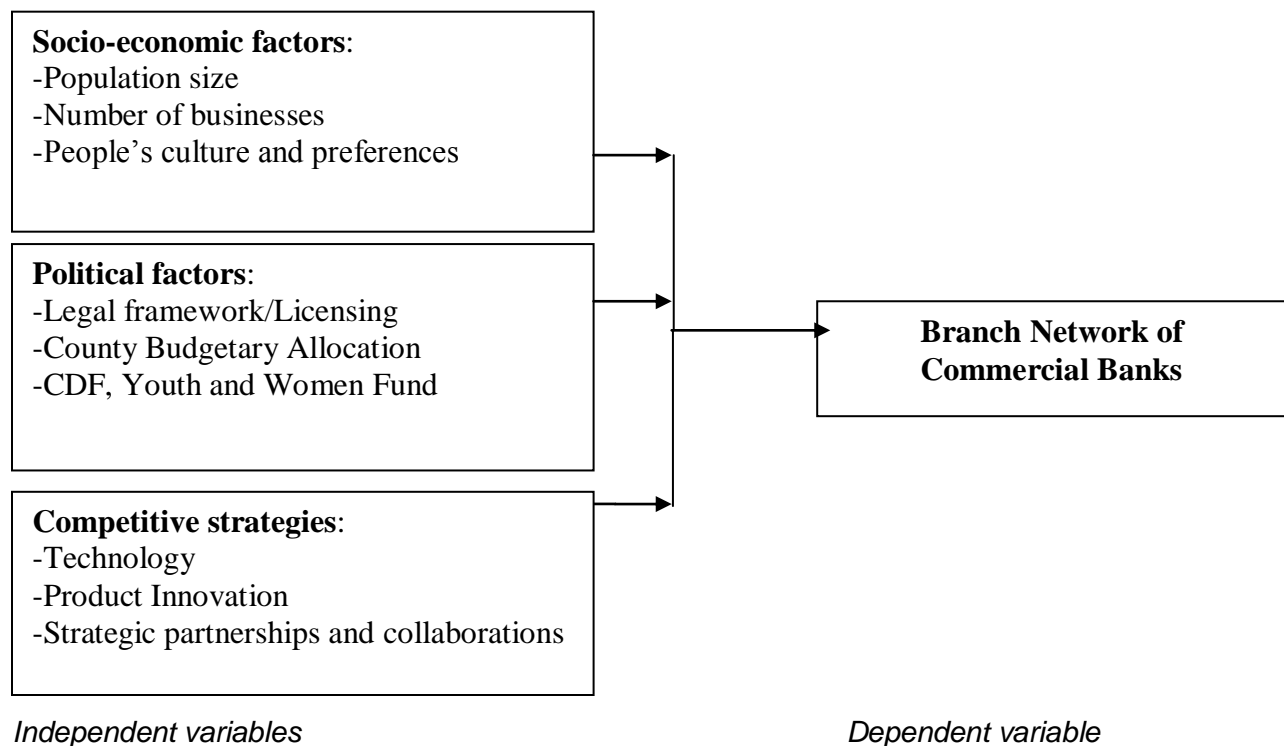 Socio-economic factors:
-Population size
-Number of businesses
-People’s culture and preferences
Political factors:
-Legal framework/Licensing
-County Budgetary Allocation
-CDF, Youth and Women Fund
Competitive strategies:
-Technology
-Product Innovation
-Strategic partnerships and collaborations
Branch Network of
Commercial Banks
Independent variables
Dependent variable